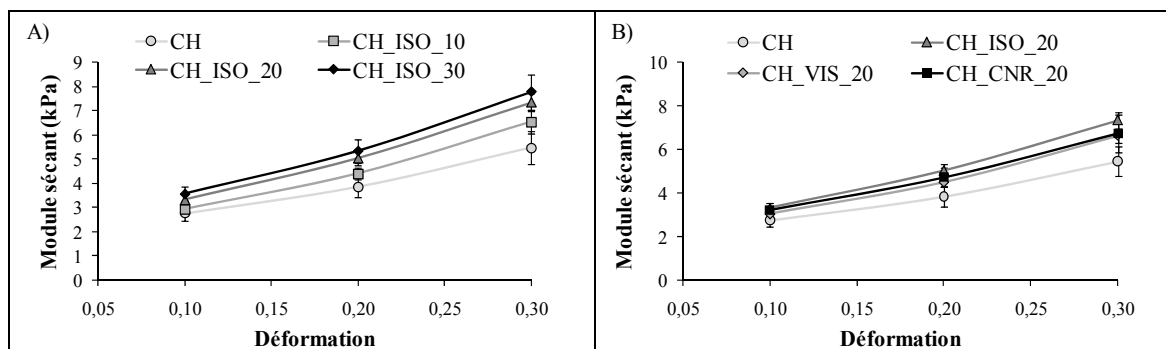 A)
CH
CH_ISO_10
CH_ISO_20
CH_ISO_30
Module sécant (kPa)
9
8
7
6
5
4
3
2
1
0
0,05 0,10 0,15 0,20 0,25 0,30
Déformation
B)
CH
CH_ISO_20
CH_VIS_20
CH_CNR_20
Module sécant (kPa)
10
8
6
4
2
0
0,05 0,10 0,15 0,20 0,25 0,30
Déformation